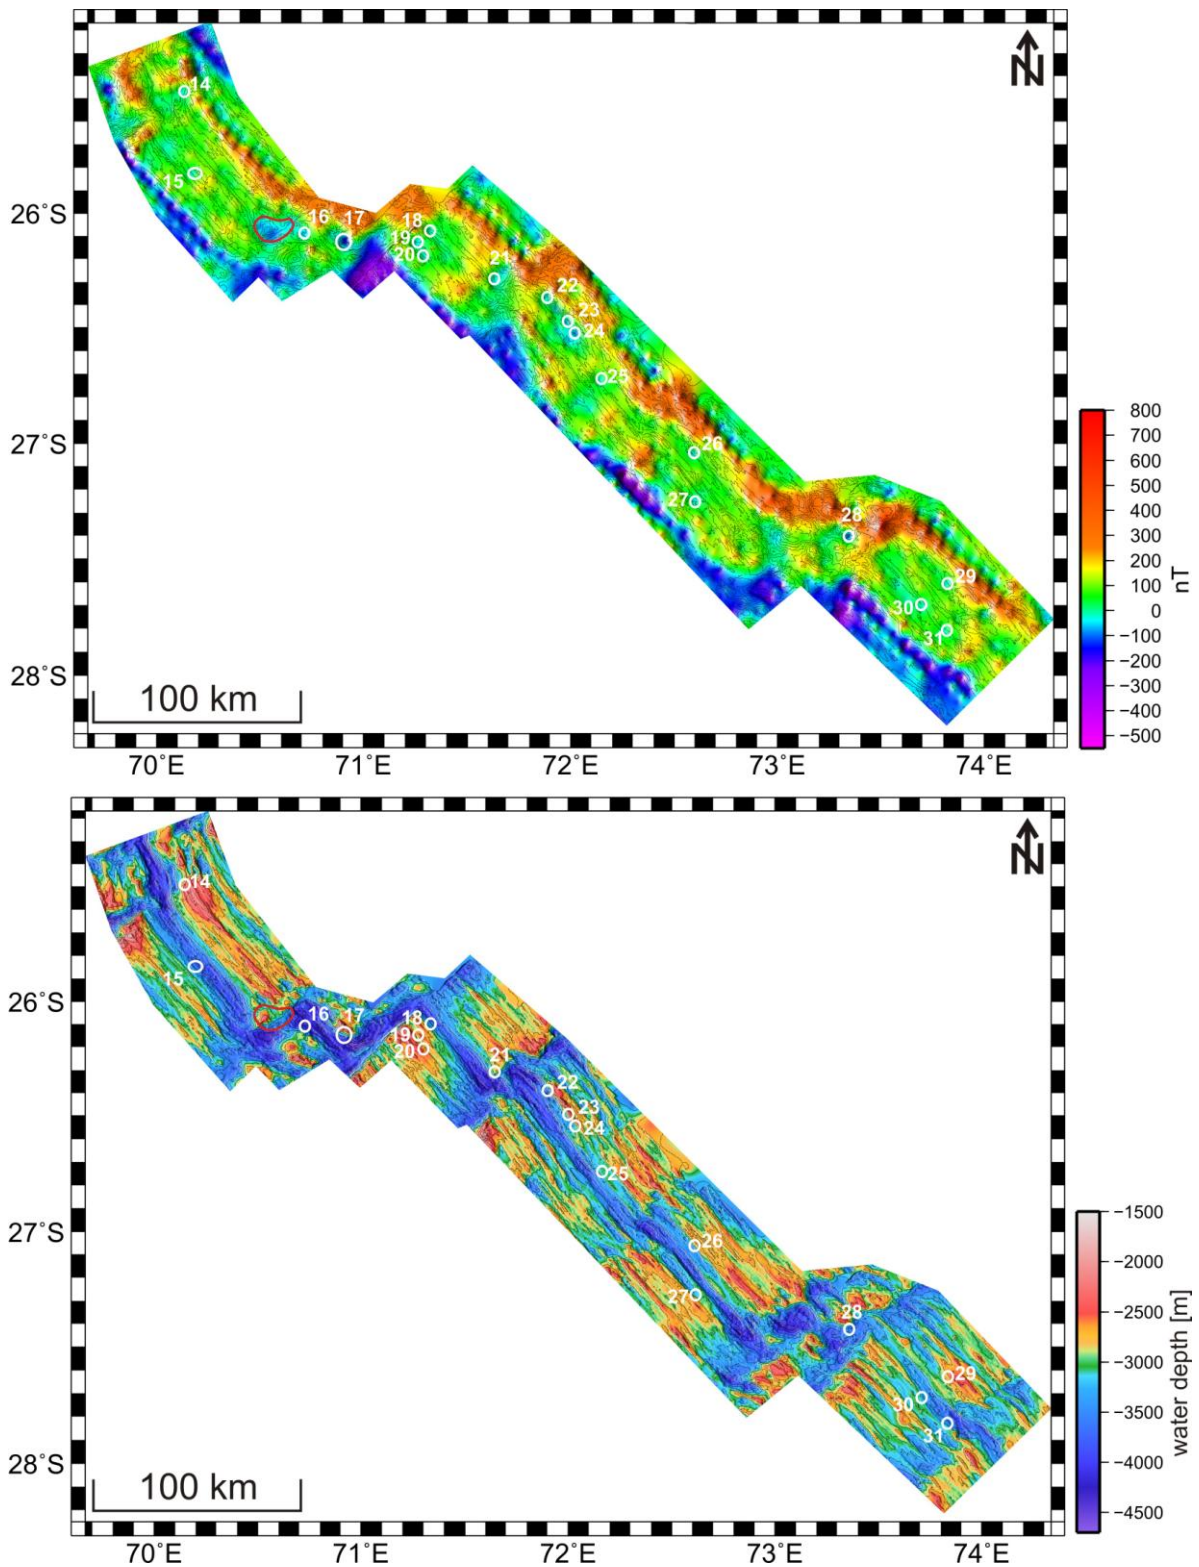 N
14
15
16
17
18
19
20
21
22
23
24
25
26
27
28
29
30
31
26°S
27°S
28°S
100 km
70°E
71°E
72°E
73°E
74°E
800
700
600
500
400
300
200
100
0
−100
−200
−300
−400
−500
nT
N
14
15
16
17
18
19
20
21
22
23
24
25
26
27
28
29
30
31
26°S
27°S
28°S
100 km
70°E
71°E
72°E
73°E
74°E
−1500
−2000
−2500
−3000
−3500
−4000
−4500
water depth [m]